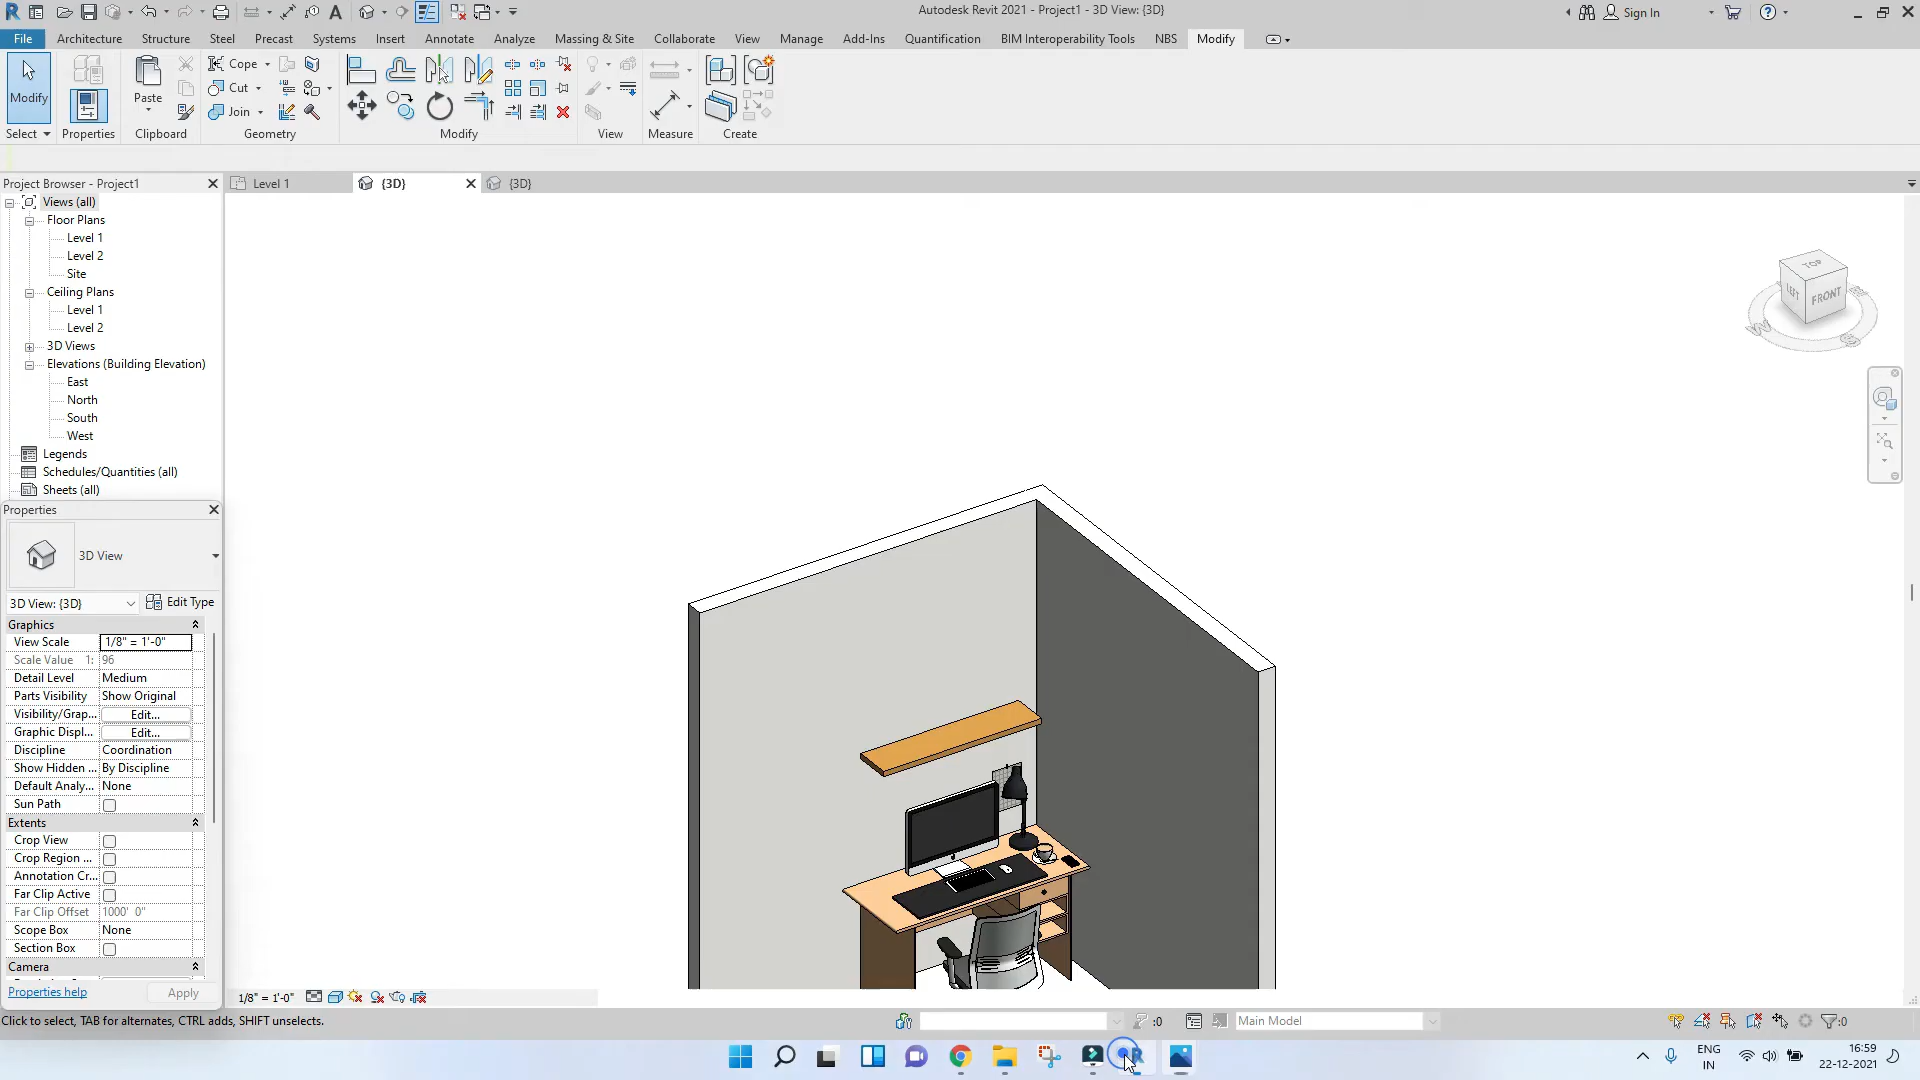 Autodesk Revit 2021 - Project1 - 3D View: {3D}
Sign In
File Architecture Structure Steel Precast Systems Insert Annotate Analyze Massing & Site Collaborate View Manage Add-Ins Quantification BIM Interoperability Tools NBS Modify
Modify
Paste
Cope
Cut
Join
Select Properties Clipboard Geometry Modify View Measure Create
Project Browser - Project1
Level 1
{3D}
{3D}
Views (all)
Floor Plans
Level 1
Level 2
Site
Ceiling Plans
Level 1
Level 2
3D Views
Elevations (Building Elevation)
East
North
South
West
Legends
Schedules/Quantities (all)
Sheets (all)
TOP
LEFT
FRONT
W
S
Properties
3D View
3D View: {3D}
Edit Type
Graphics
View Scale 1/8" = 1'-0"
Scale Value 1: 96
Detail Level Medium
Parts Visibility Show Original
Visibility/Grap... Edit...
Graphic Displ... Edit...
Discipline Coordination
Show Hidden ... By Discipline
Default Analy... None
Sun Path
Extents
Crop View
Crop Region ...
Annotation Cr...
Far Clip Active
Far Clip Offset 1000' 0"
Scope Box None
Section Box
Camera
Properties help
Apply
1/8" = 1'-0"
Click to select, TAB for alternates, CTRL adds, SHIFT unselects.
:0
Main Model
:0
ENG
IN
16:59
22-12-2021